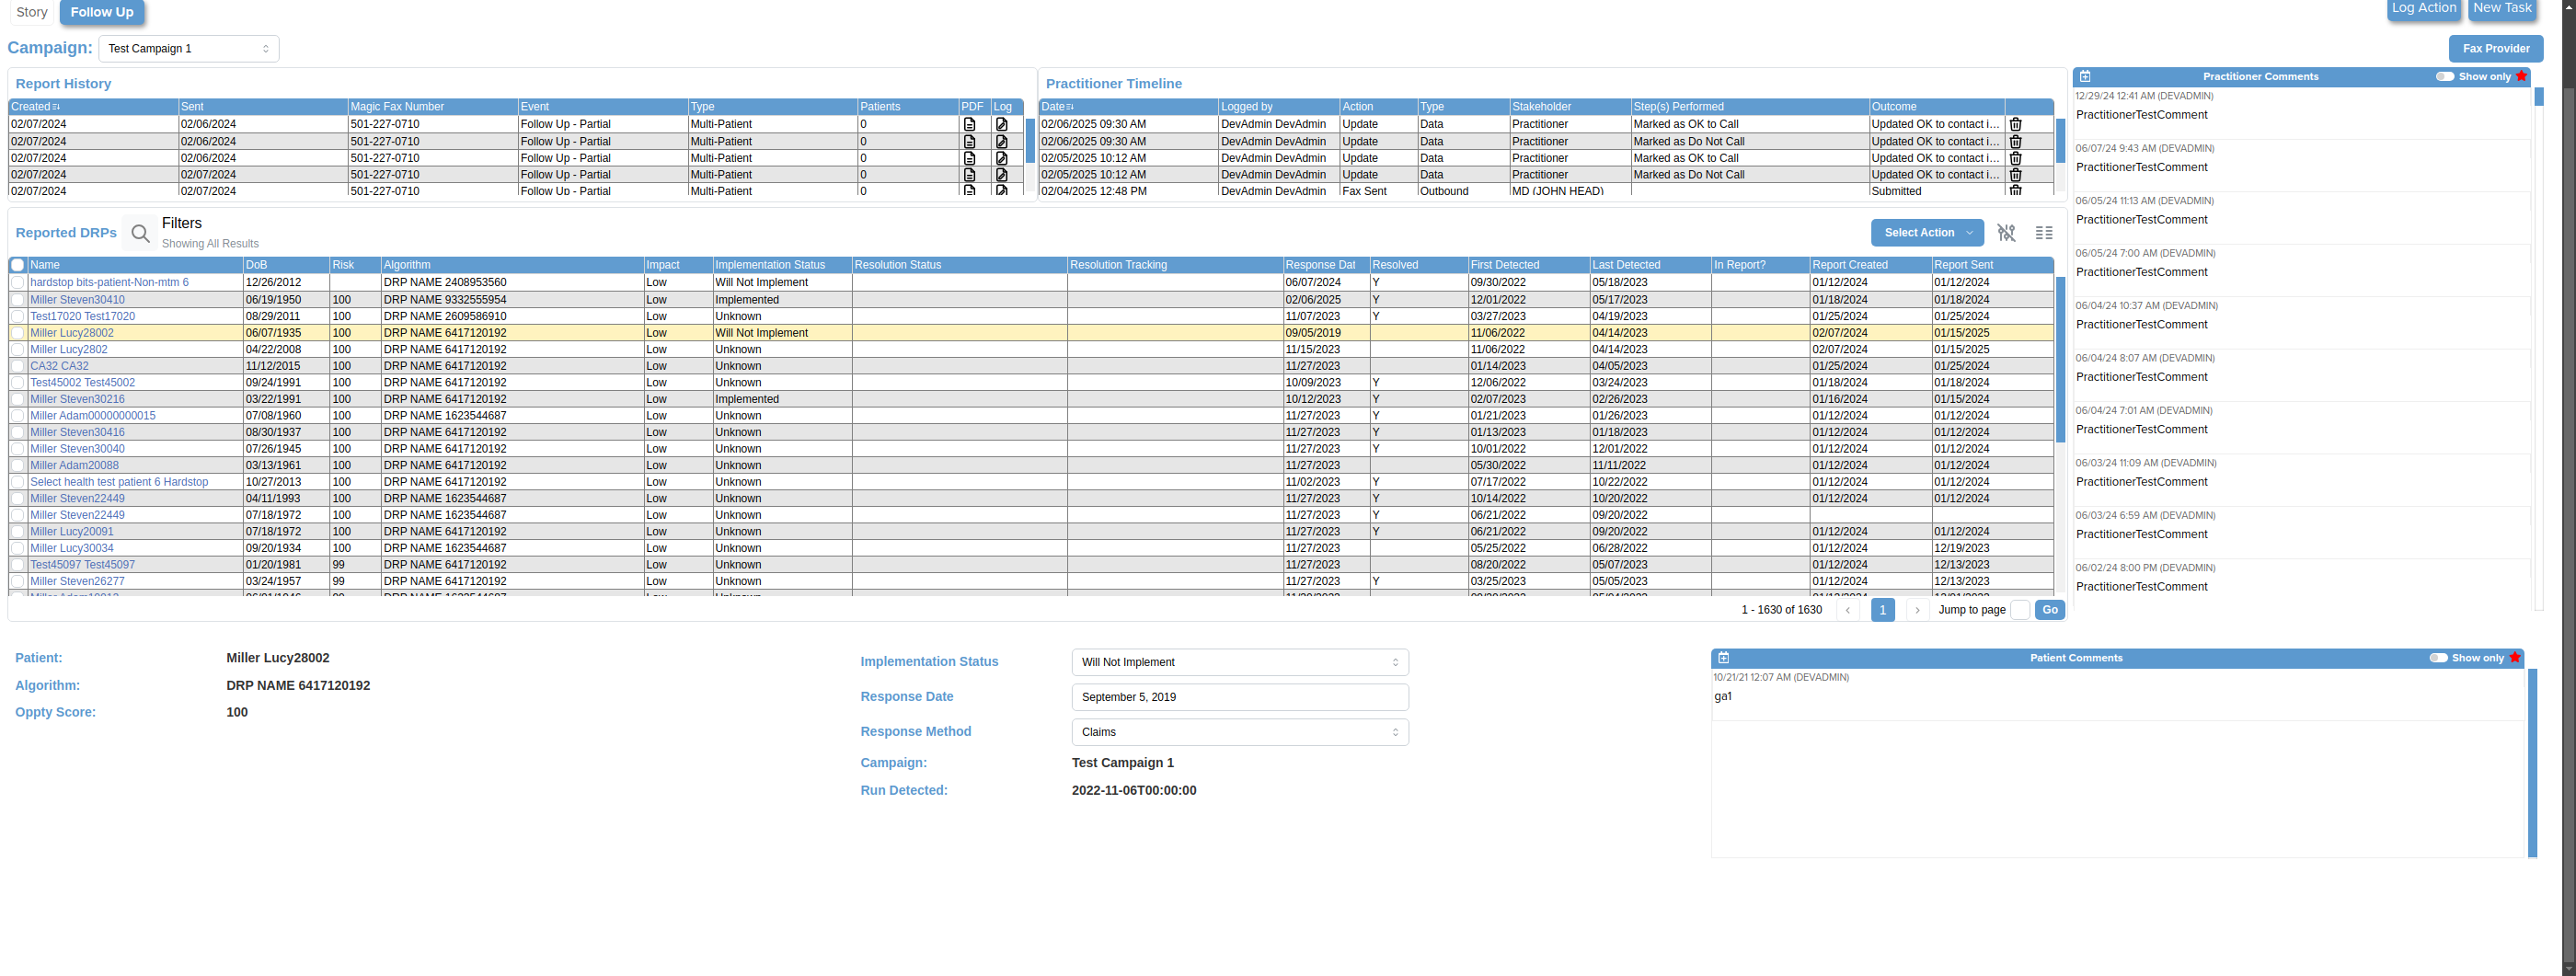 Story Follow Up Log Action New Task
Campaign: Test Campaign 1 Fax Provider
Report History
Created Sent Magic Fax Number Event Type Patients PDF Log
02/07/2024 02/06/2024 501-227-0710 Follow Up - Partial Multi-Patient 0
02/07/2024 02/06/2024 501-227-0710 Follow Up - Partial Multi-Patient 0
02/07/2024 02/06/2024 501-227-0710 Follow Up - Partial Multi-Patient 0
02/07/2024 02/07/2024 501-227-0710 Follow Up - Partial Multi-Patient 0
02/07/2024 02/07/2024 501-227-0710 Follow Up - Partial Multi-Patient 0
Practitioner Timeline
Date Logged by Action Type Stakeholder Step(s) Performed Outcome
02/06/2025 09:30 AM DevAdmin DevAdmin Update Data Practitioner Marked as OK to Call Updated OK to contact i...
02/06/2025 09:30 AM DevAdmin DevAdmin Update Data Practitioner Marked as Do Not Call Updated OK to contact i...
02/05/2025 10:12 AM DevAdmin DevAdmin Update Data Practitioner Marked as OK to Call Updated OK to contact i...
02/05/2025 10:12 AM DevAdmin DevAdmin Update Data Practitioner Marked as Do Not Call Updated OK to contact i...
02/04/2025 12:48 PM DevAdmin DevAdmin Fax Sent Outbound MD (JOHN HEAD) Submitted
Practitioner Comments Show only
12/29/24 12:41 AM (DEVADMIN)
PractitionerTestComment
06/07/24 9:43 AM (DEVADMIN)
PractitionerTestComment
06/05/24 11:13 AM (DEVADMIN)
PractitionerTestComment
06/05/24 7:00 AM (DEVADMIN)
PractitionerTestComment
06/04/24 10:37 AM (DEVADMIN)
PractitionerTestComment
06/04/24 8:07 AM (DEVADMIN)
PractitionerTestComment
06/04/24 7:01 AM (DEVADMIN)
PractitionerTestComment
06/03/24 11:09 AM (DEVADMIN)
PractitionerTestComment
06/03/24 6:59 AM (DEVADMIN)
PractitionerTestComment
06/02/24 8:00 PM (DEVADMIN)
PractitionerTestComment
Reported DRPs Filters
Showing All Results
Select Action
Name DoB Risk Algorithm Impact Implementation Status Resolution Status Resolution Tracking Response Dat Resolved First Detected Last Detected In Report? Report Created Report Sent
hardstop bits-patient-Non-mtm 6 12/26/2012 DRP NAME 2408953560 Low Will Not Implement 06/07/2024 Y 09/30/2022 05/18/2023 01/12/2024 01/12/2024
Miller Steven30410 06/19/1950 100 DRP NAME 9332555954 Low Implemented 02/06/2025 Y 12/01/2022 05/17/2023 01/18/2024 01/18/2024
Test17020 Test17020 08/29/2011 100 DRP NAME 2609586910 Low Unknown 11/07/2023 Y 03/27/2023 04/19/2023 01/25/2024 01/25/2024
Miller Lucy28002 06/07/1935 100 DRP NAME 6417120192 Low Will Not Implement 09/05/2019 11/06/2022 04/14/2023 02/07/2024 01/15/2025
Miller Lucy2802 04/22/2008 100 DRP NAME 6417120192 Low Unknown 11/15/2023 11/06/2022 04/14/2023 02/07/2024 01/15/2025
CA32 CA32 11/12/2015 100 DRP NAME 6417120192 Low Unknown 11/27/2023 01/14/2023 04/05/2023 01/25/2024 01/25/2024
Test45002 Test45002 09/24/1991 100 DRP NAME 6417120192 Low Unknown 10/09/2023 Y 12/06/2022 03/24/2023 01/18/2024 01/18/2024
Miller Steven30216 03/22/1991 100 DRP NAME 6417120192 Low Implemented 10/12/2023 Y 02/07/2023 02/26/2023 01/16/2024 01/15/2024
Miller Adam00000000015 07/08/1960 100 DRP NAME 1623544687 Low Unknown 11/27/2023 Y 01/21/2023 01/26/2023 01/12/2024 01/12/2024
Miller Steven30416 08/30/1937 100 DRP NAME 6417120192 Low Unknown 11/27/2023 Y 01/13/2023 01/18/2023 01/12/2024 01/12/2024
Miller Steven30040 07/26/1945 100 DRP NAME 6417120192 Low Unknown 11/27/2023 Y 10/01/2022 12/01/2022 01/12/2024 01/12/2024
Miller Adam20088 03/13/1961 100 DRP NAME 6417120192 Low Unknown 11/27/2023 05/30/2022 11/11/2022 01/12/2024 01/12/2024
Select health test patient 6 Hardstop 10/27/2013 100 DRP NAME 6417120192 Low Unknown 11/02/2023 Y 07/17/2022 10/22/2022 01/12/2024 01/12/2024
Miller Steven22449 04/11/1993 100 DRP NAME 1623544687 Low Unknown 11/27/2023 Y 10/14/2022 10/20/2022 01/12/2024 01/12/2024
Miller Steven22449 07/18/1972 100 DRP NAME 1623544687 Low Unknown 11/27/2023 Y 06/21/2022 09/20/2022
Miller Lucy20091 07/18/1972 100 DRP NAME 6417120192 Low Unknown 11/27/2023 Y 06/21/2022 09/20/2022 01/12/2024 01/12/2024
Miller Lucy30034 09/20/1934 100 DRP NAME 1623544687 Low Unknown 11/27/2023 05/25/2022 06/28/2022 01/12/2024 12/19/2023
Test45097 Test45097 01/20/1981 99 DRP NAME 6417120192 Low Unknown 11/27/2023 08/20/2022 05/07/2023 01/12/2024 12/13/2023
Miller Steven26277 03/24/1957 99 DRP NAME 6417120192 Low Unknown 11/27/2023 Y 03/25/2023 05/05/2023 01/12/2024 12/13/2023
1 - 1630 of 1630 1 Jump to page Go
Patient: Miller Lucy28002
Algorithm: DRP NAME 6417120192
Oppty Score: 100
Implementation Status Will Not Implement
Response Date September 5, 2019
Response Method Claims
Campaign: Test Campaign 1
Run Detected: 2022-11-06T00:00:00
Patient Comments Show only
10/21/21 12:07 AM (DEVADMIN)
ga1